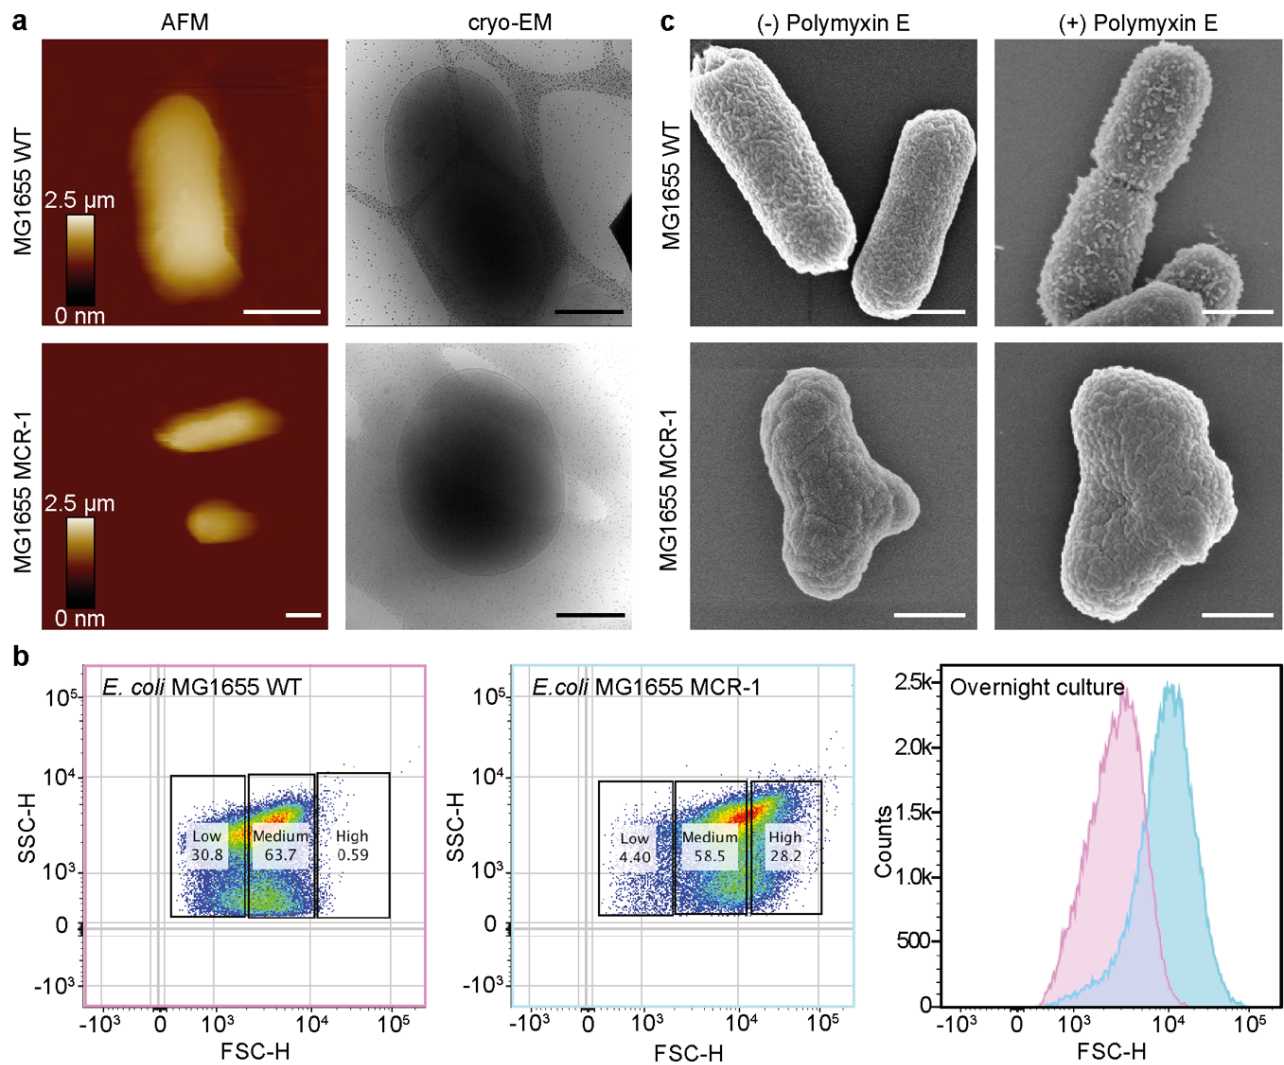 a
AFM
cryo-EM
MG1655 WT
2.5 µm
0 nm
MG1655 MCR-1
2.5 µm
0 nm
c
(-) Polymyxin E
(+) Polymyxin E
MG1655 WT
MG1655 MCR-1
b
E. coli MG1655 WT
SSC-H
10⁵
10⁴
10³
0
-10³
Low
30.8
Medium
63.7
High
0.59
-10³ 0 10³ 10⁴ 10⁵
FSC-H
E.coli MG1655 MCR-1
SSC-H
10⁵
10⁴
10³
0
-10³
Low
4.40
Medium
58.5
High
28.2
-10³ 0 10³ 10⁴ 10⁵
FSC-H
Overnight culture
Counts
2.5k
2.0k
1.5k
1.0k
500
0
-10³ 0 10³ 10⁴ 10⁵
FSC-H